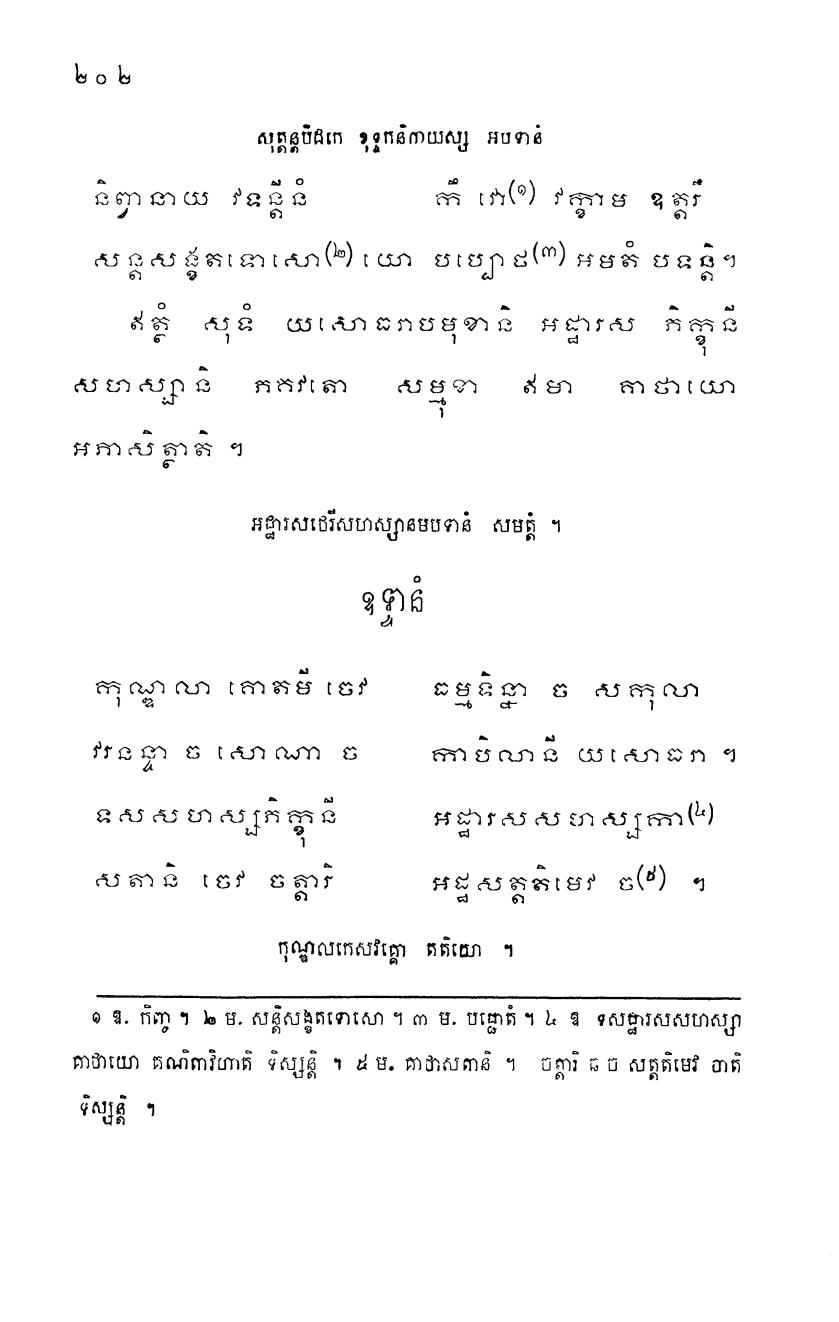 ២០២
សុត្តន្តបិដកេ ខុទ្ទកនិកាយស្ស អបទានំ
និព្វានាយ វទន្តីនំ កឹ វោ(១) វក្ខាម ឧត្តរឹ
សន្តសង្ខតទោសោ(២) យោ បប្បោថ(៣) អមតំ បទន្តិ។
ឥត្ថំ សុទំ យសោធរាបមុខានិ អដ្ឋារស ភិក្ខុនី
សហស្សានិ ភគវតោ សម្មុខា ឥមា គាថាយោ
អភាសិត្ថាតិ ។
អដ្ឋារសថេរីសហស្សានមបទានំ សមត្តំ ។
ឧទ្ទានំ
កុណ្ឌលា គោតមី ចេវ ធម្មទិន្នា ច សកុលា
វរនន្ទា ច សោណា ច កាបិលានី យសោធរា ។
ទសសហស្សភិក្ខុនី អដ្ឋារសសហស្សកា(៤)
សតានិ ចេវ ចត្តារិ អដ្ឋសត្តតិមេវ ច(៥) ។
កុណ្ឌលកេសវគ្គោ តតិយោ ។
១ ឱ. កិញ្ច ។ ២ ម. សន្តិសង្ខតទោសោ ។ ៣ ម. បជ្ជោតំ ។ ៤ ឱ ទសដ្ឋារសសហស្សា
គាថាយោ គណិកាវិហាតិ ទិស្សន្តិ ។ ៥ ម. គាថាសតានិ ។ ចត្តារិ ឆ ច សត្តតិមេវ ចាតិ
ទិស្សន្តិ ។